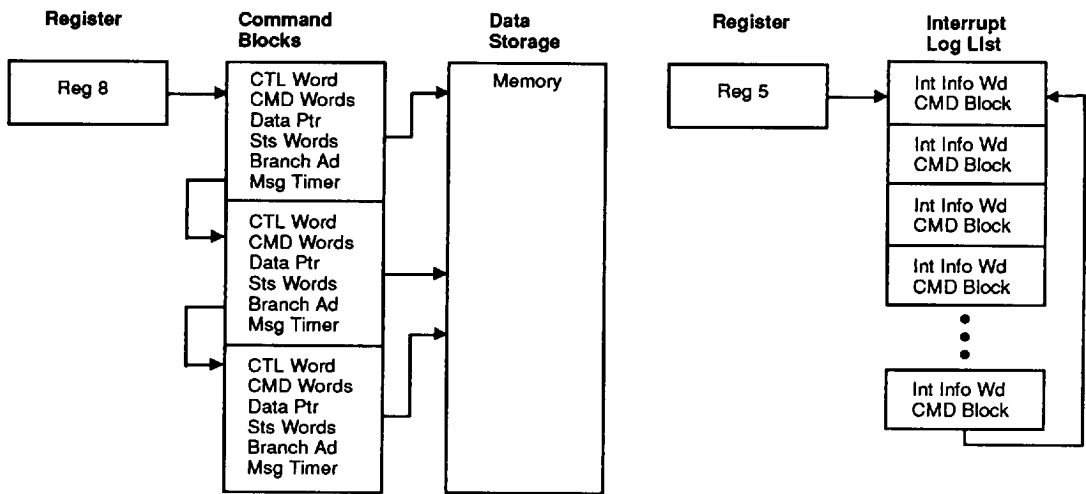 Register
Command
Blocks
Data
Storage
Reg 8
CTL Word
CMD Words
Data Ptr
Sts Words
Branch Ad
Msg Timer
CTL Word
CMD Words
Data Ptr
Sts Words
Branch Ad
Msg Timer
CTL Word
CMD Words
Data Ptr
Sts Words
Branch Ad
Msg Timer
Memory
Register
Interrupt
Log List
Reg 5
Int Info Wd
CMD Block
Int Info Wd
CMD Block
Int Info Wd
CMD Block
Int Info Wd
CMD Block
Int Info Wd
CMD Block